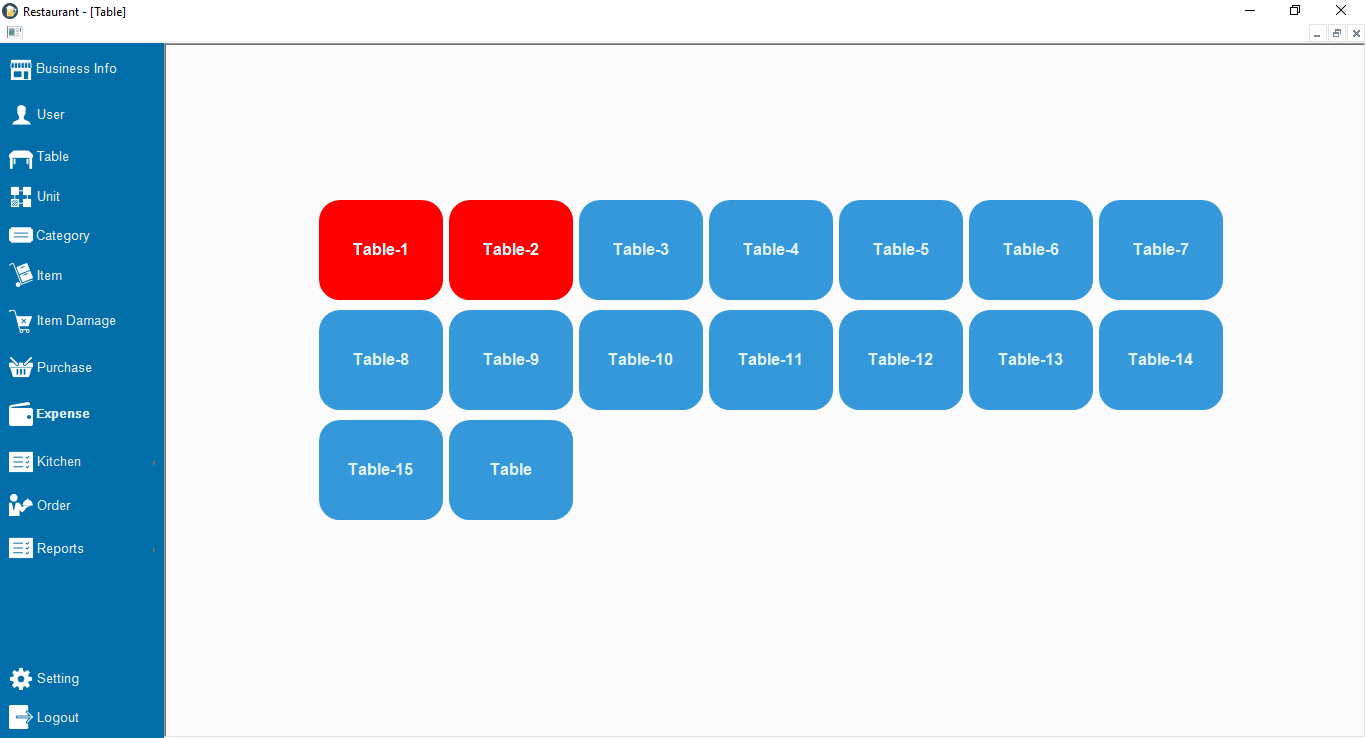 Restaurant - [Table]
Business Info
User
Table
Unit
Category
Item
Item Damage
Purchase
Expense
Kitchen
Order
Reports
Setting
Logout
Table-1 Table-2 Table-3 Table-4 Table-5 Table-6 Table-7
Table-8 Table-9 Table-10 Table-11 Table-12 Table-13 Table-14
Table-15 Table